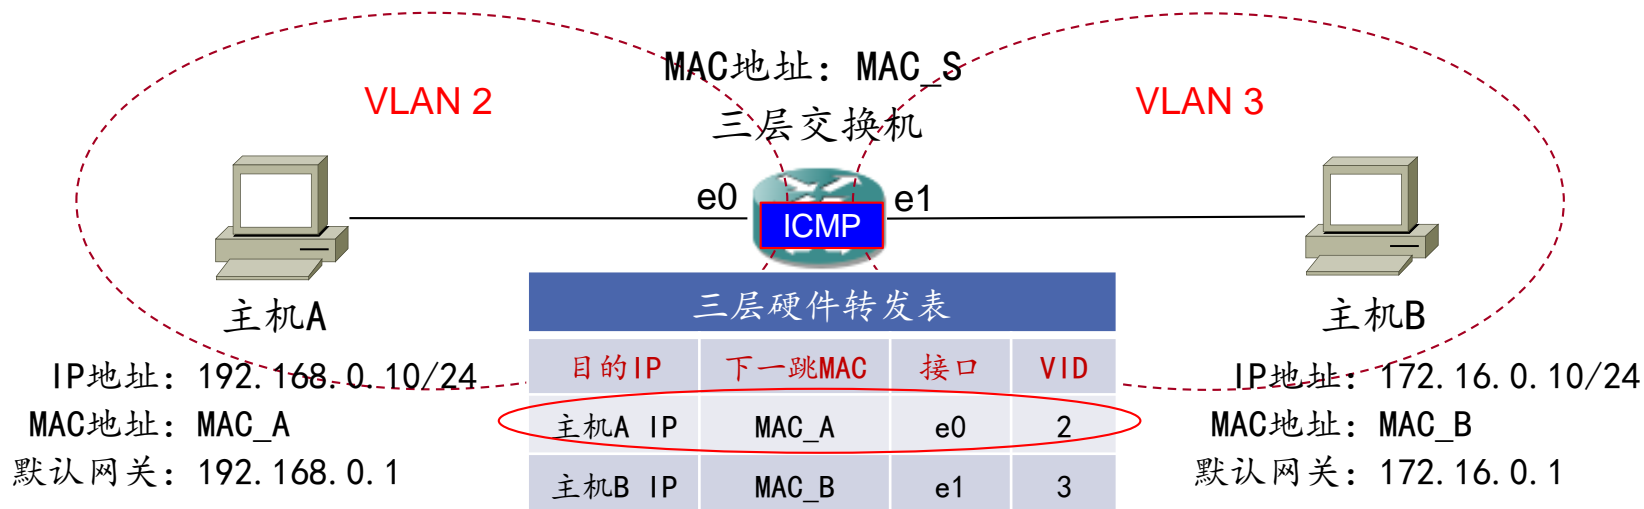 MAC地址：MAC_S
VLAN 2
VLAN 3
三层交换机
e0
e1
ICMP
主机A
主机B
三层硬件转发表
目的IP 下一跳MAC 接口 VID
主机A IP MAC_A e0 2
主机B IP MAC_B e1 3
IP地址：192.168.0.10/24
MAC地址：MAC_A
默认网关：192.168.0.1
IP地址：172.16.0.10/24
MAC地址：MAC_B
默认网关：172.16.0.1